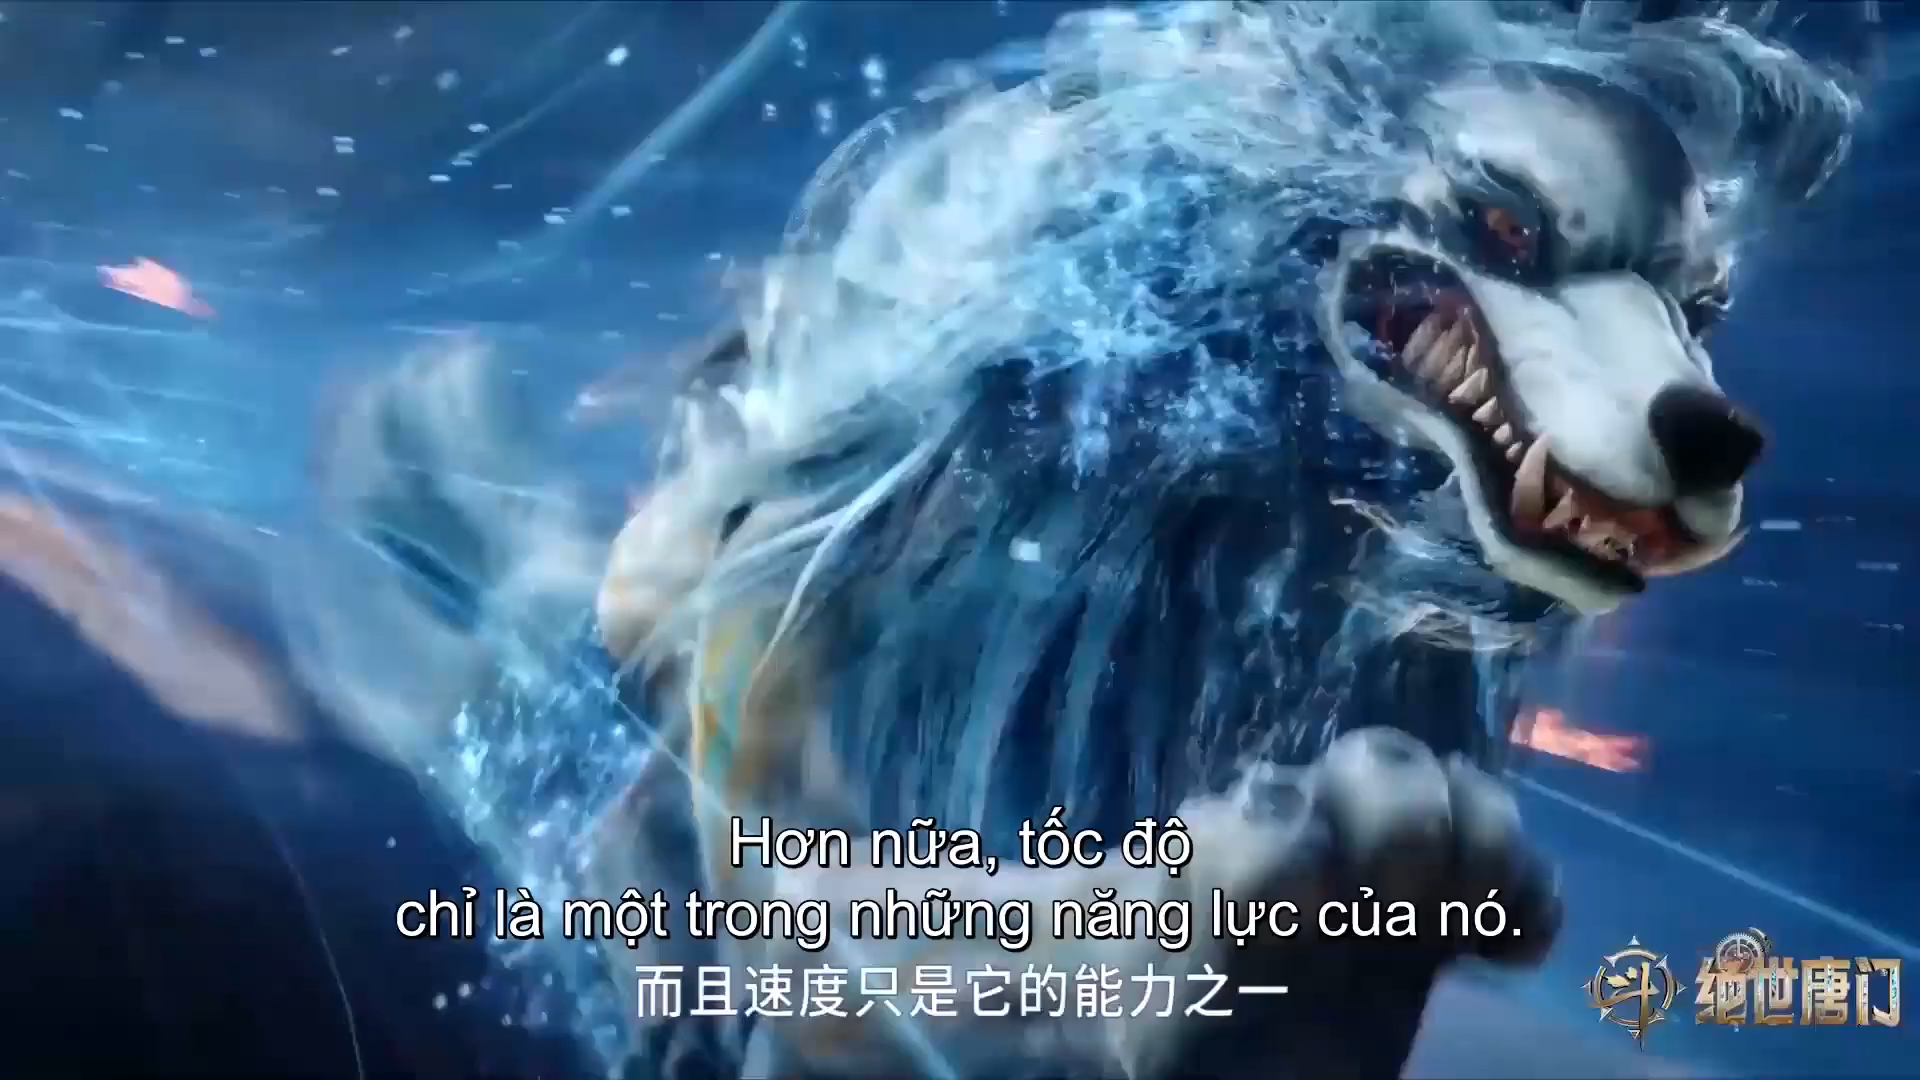 Hơn nữa, tốc độ
chỉ là một trong những năng lực của nó.
而且速度只是它的能力之一
斗 绝世唐门